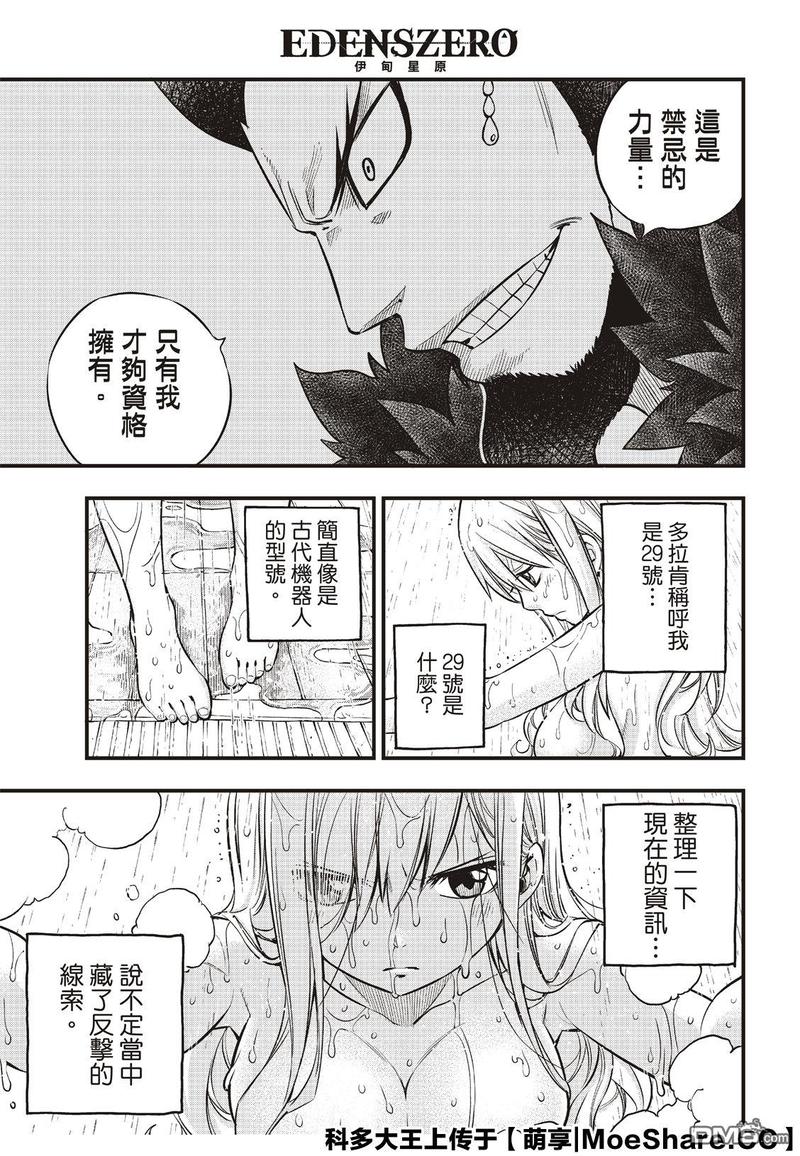 EDENSZERO
伊甸星原
這是
禁忌的
力量…
只有我
才夠資格
擁有。
多拉肯稱呼我
是29號…
29號是
什麼？
簡直像是
古代機器人
的型號。
整理一下
現在的資訊…
說不定當中
藏了反擊的
線索。
科多大王上传于【萌享|MoeShare.CC】